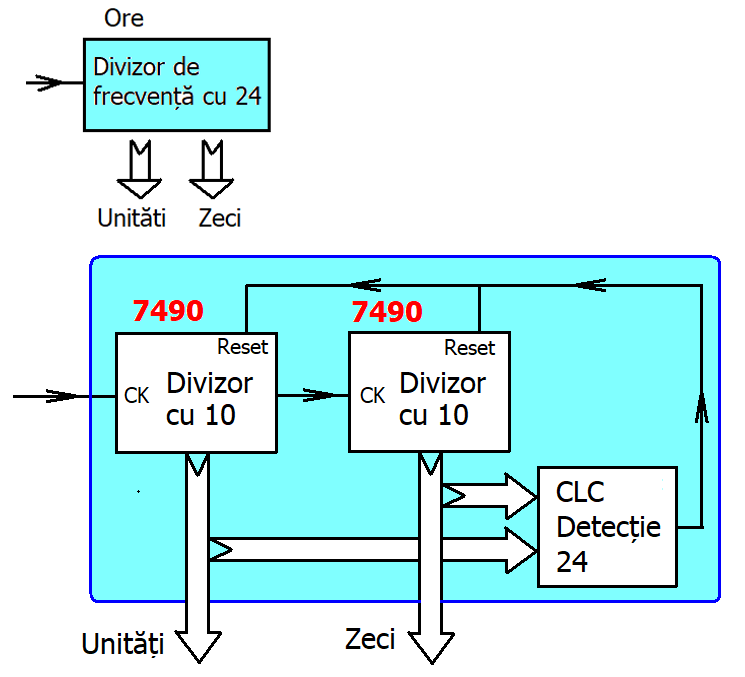 Ore
Divizor de
frecvență cu 24
Unităti
Zeci
7490
7490
Reset
Reset
CK
Divizor
cu 10
CK
Divizor
cu 10
CLC
Detecție
24
Unități
Zeci